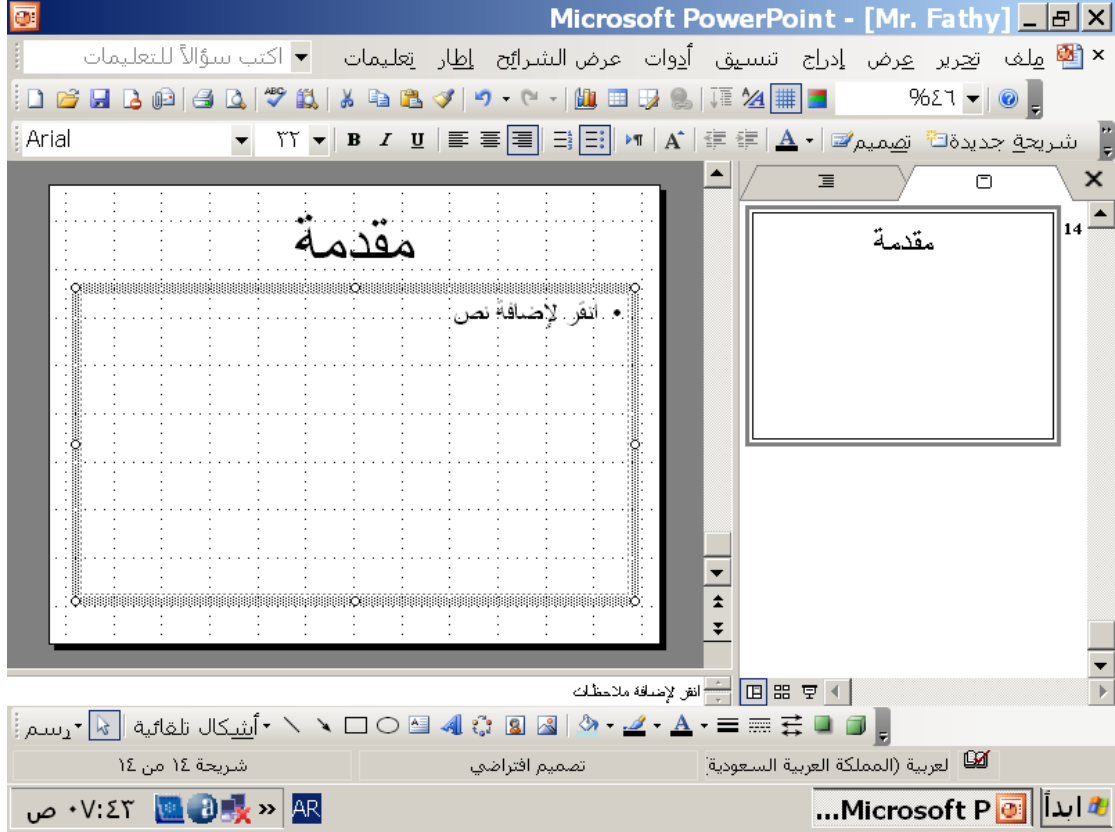 Microsoft PowerPoint - [Mr. Fathy]
ملف تحرير عرض إدراج تنسيق أدوات عرض الشرائح إطار تعليمات اكتب سؤالاً للتعليمات
%٤٦
Arial ٣٢ B I U A A شريحة جديدة تصميم
مقدمة
• انقر لإضافة نص
14
مقدمة
انقر لإضافة ملاحظات
رسم أشكال تلقائية A A
شريحة ١٤ من ١٤ تصميم افتراضي لعربية (المملكة العربية السعودية
ابدأ Microsoft P... AR « ٠٧:٤٣ ص